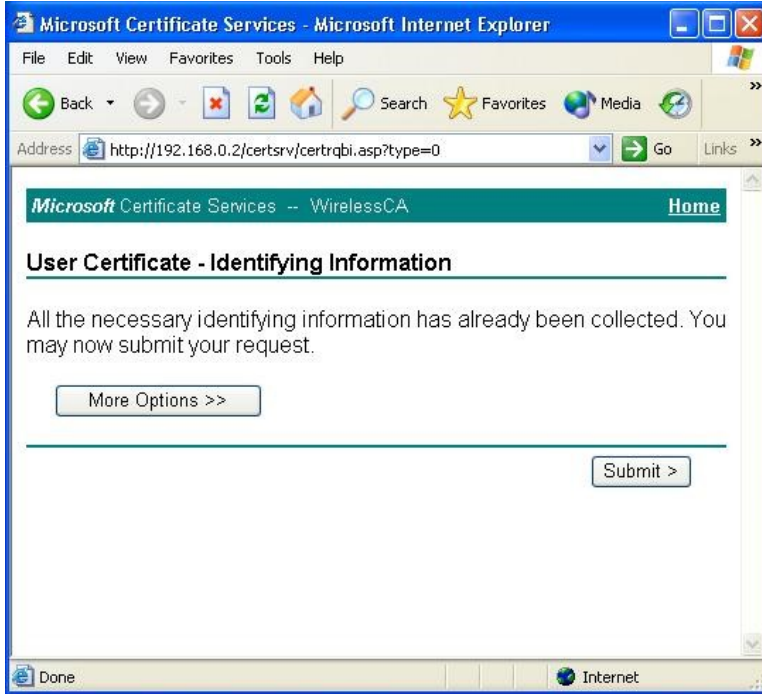 Microsoft Certificate Services - Microsoft Internet Explorer
File Edit View Favorites Tools Help
Back Search Favorites Media »
Address http://192.168.0.2/certsrv/certrqbi.asp?type=0 Go Links »
Microsoft Certificate Services -- WirelessCA Home
User Certificate - Identifying Information
All the necessary identifying information has already been collected. You
may now submit your request.
More Options >>
Submit >
Done Internet